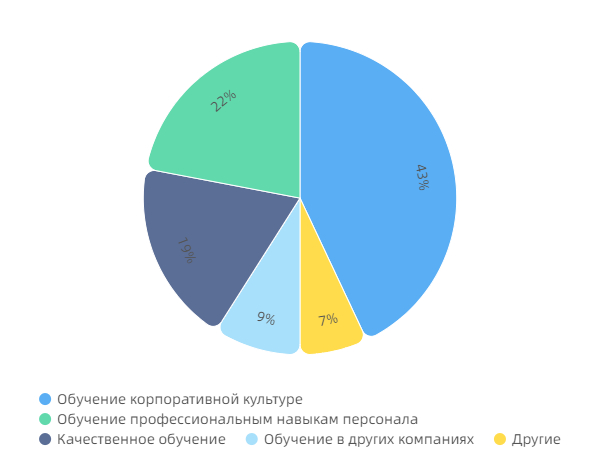 22%
43%
19%
9%
7%
Обучение корпоративной культуре
Обучение профессиональным навыкам персонала
Качественное обучение Обучение в других компаниях Другие